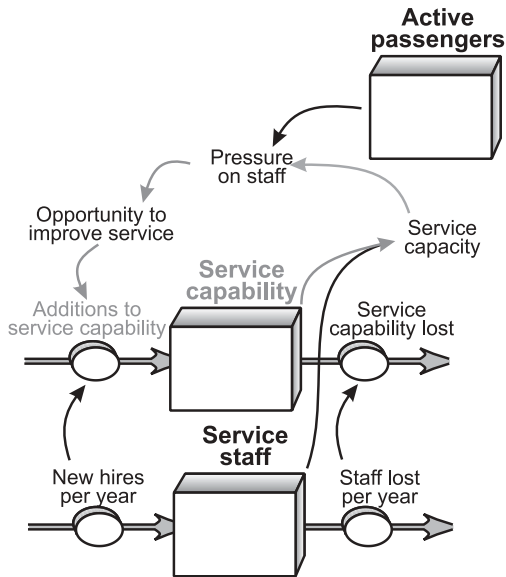 Active
passengers
Pressure
on staff
Opportunity to
improve service
Service
capacity
Service
capability
Additions to
service capability
Service
capability lost
Service
staff
New hires
per year
Staff lost
per year